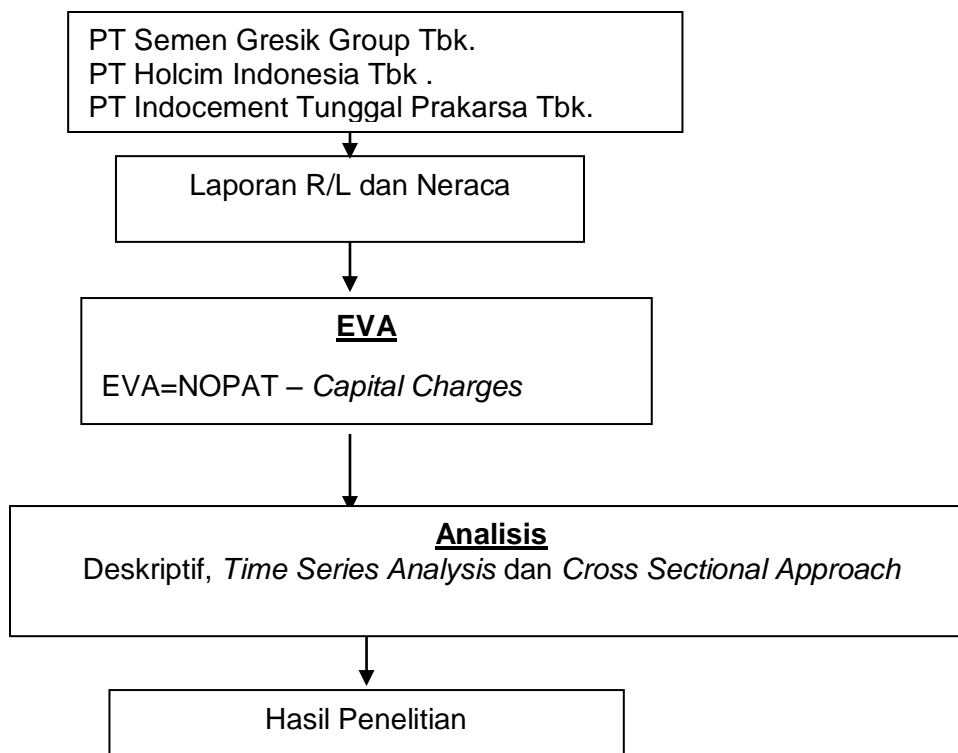 PT Semen Gresik Group Tbk.
PT Holcim Indonesia Tbk .
PT Indocement Tunggal Prakarsa Tbk.
Laporan R/L dan Neraca
EVA
EVA=NOPAT – Capital Charges
Analisis
Deskriptif, Time Series Analysis dan Cross Sectional Approach
Hasil Penelitian